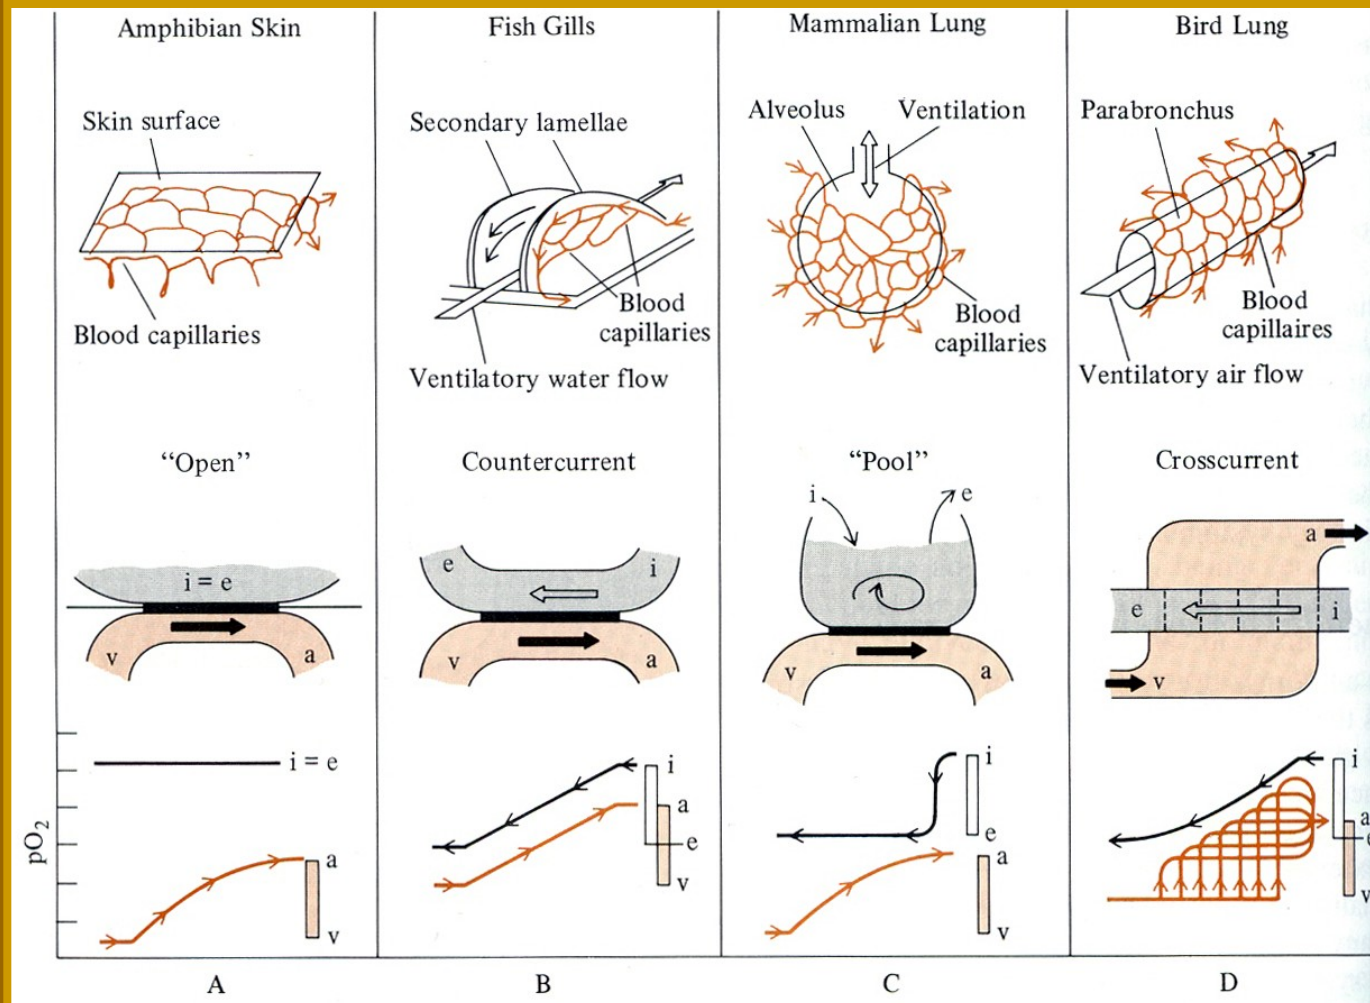 Amphibian Skin
Skin surface
Blood capillaries
"Open"
i = e
v
a
pO2
i = e
a
v
A
Fish Gills
Secondary lamellae
Blood
capillaries
Ventilatory water flow
Countercurrent
e
i
v
a
i
a
e
v
B
Mammalian Lung
Alveolus
Ventilation
Blood
capillaries
"Pool"
i
e
v
a
i
e
a
v
C
Bird Lung
Parabronchus
Blood
capillaires
Ventilatory air flow
Crosscurrent
a
e
i
v
i
a
e
v
D